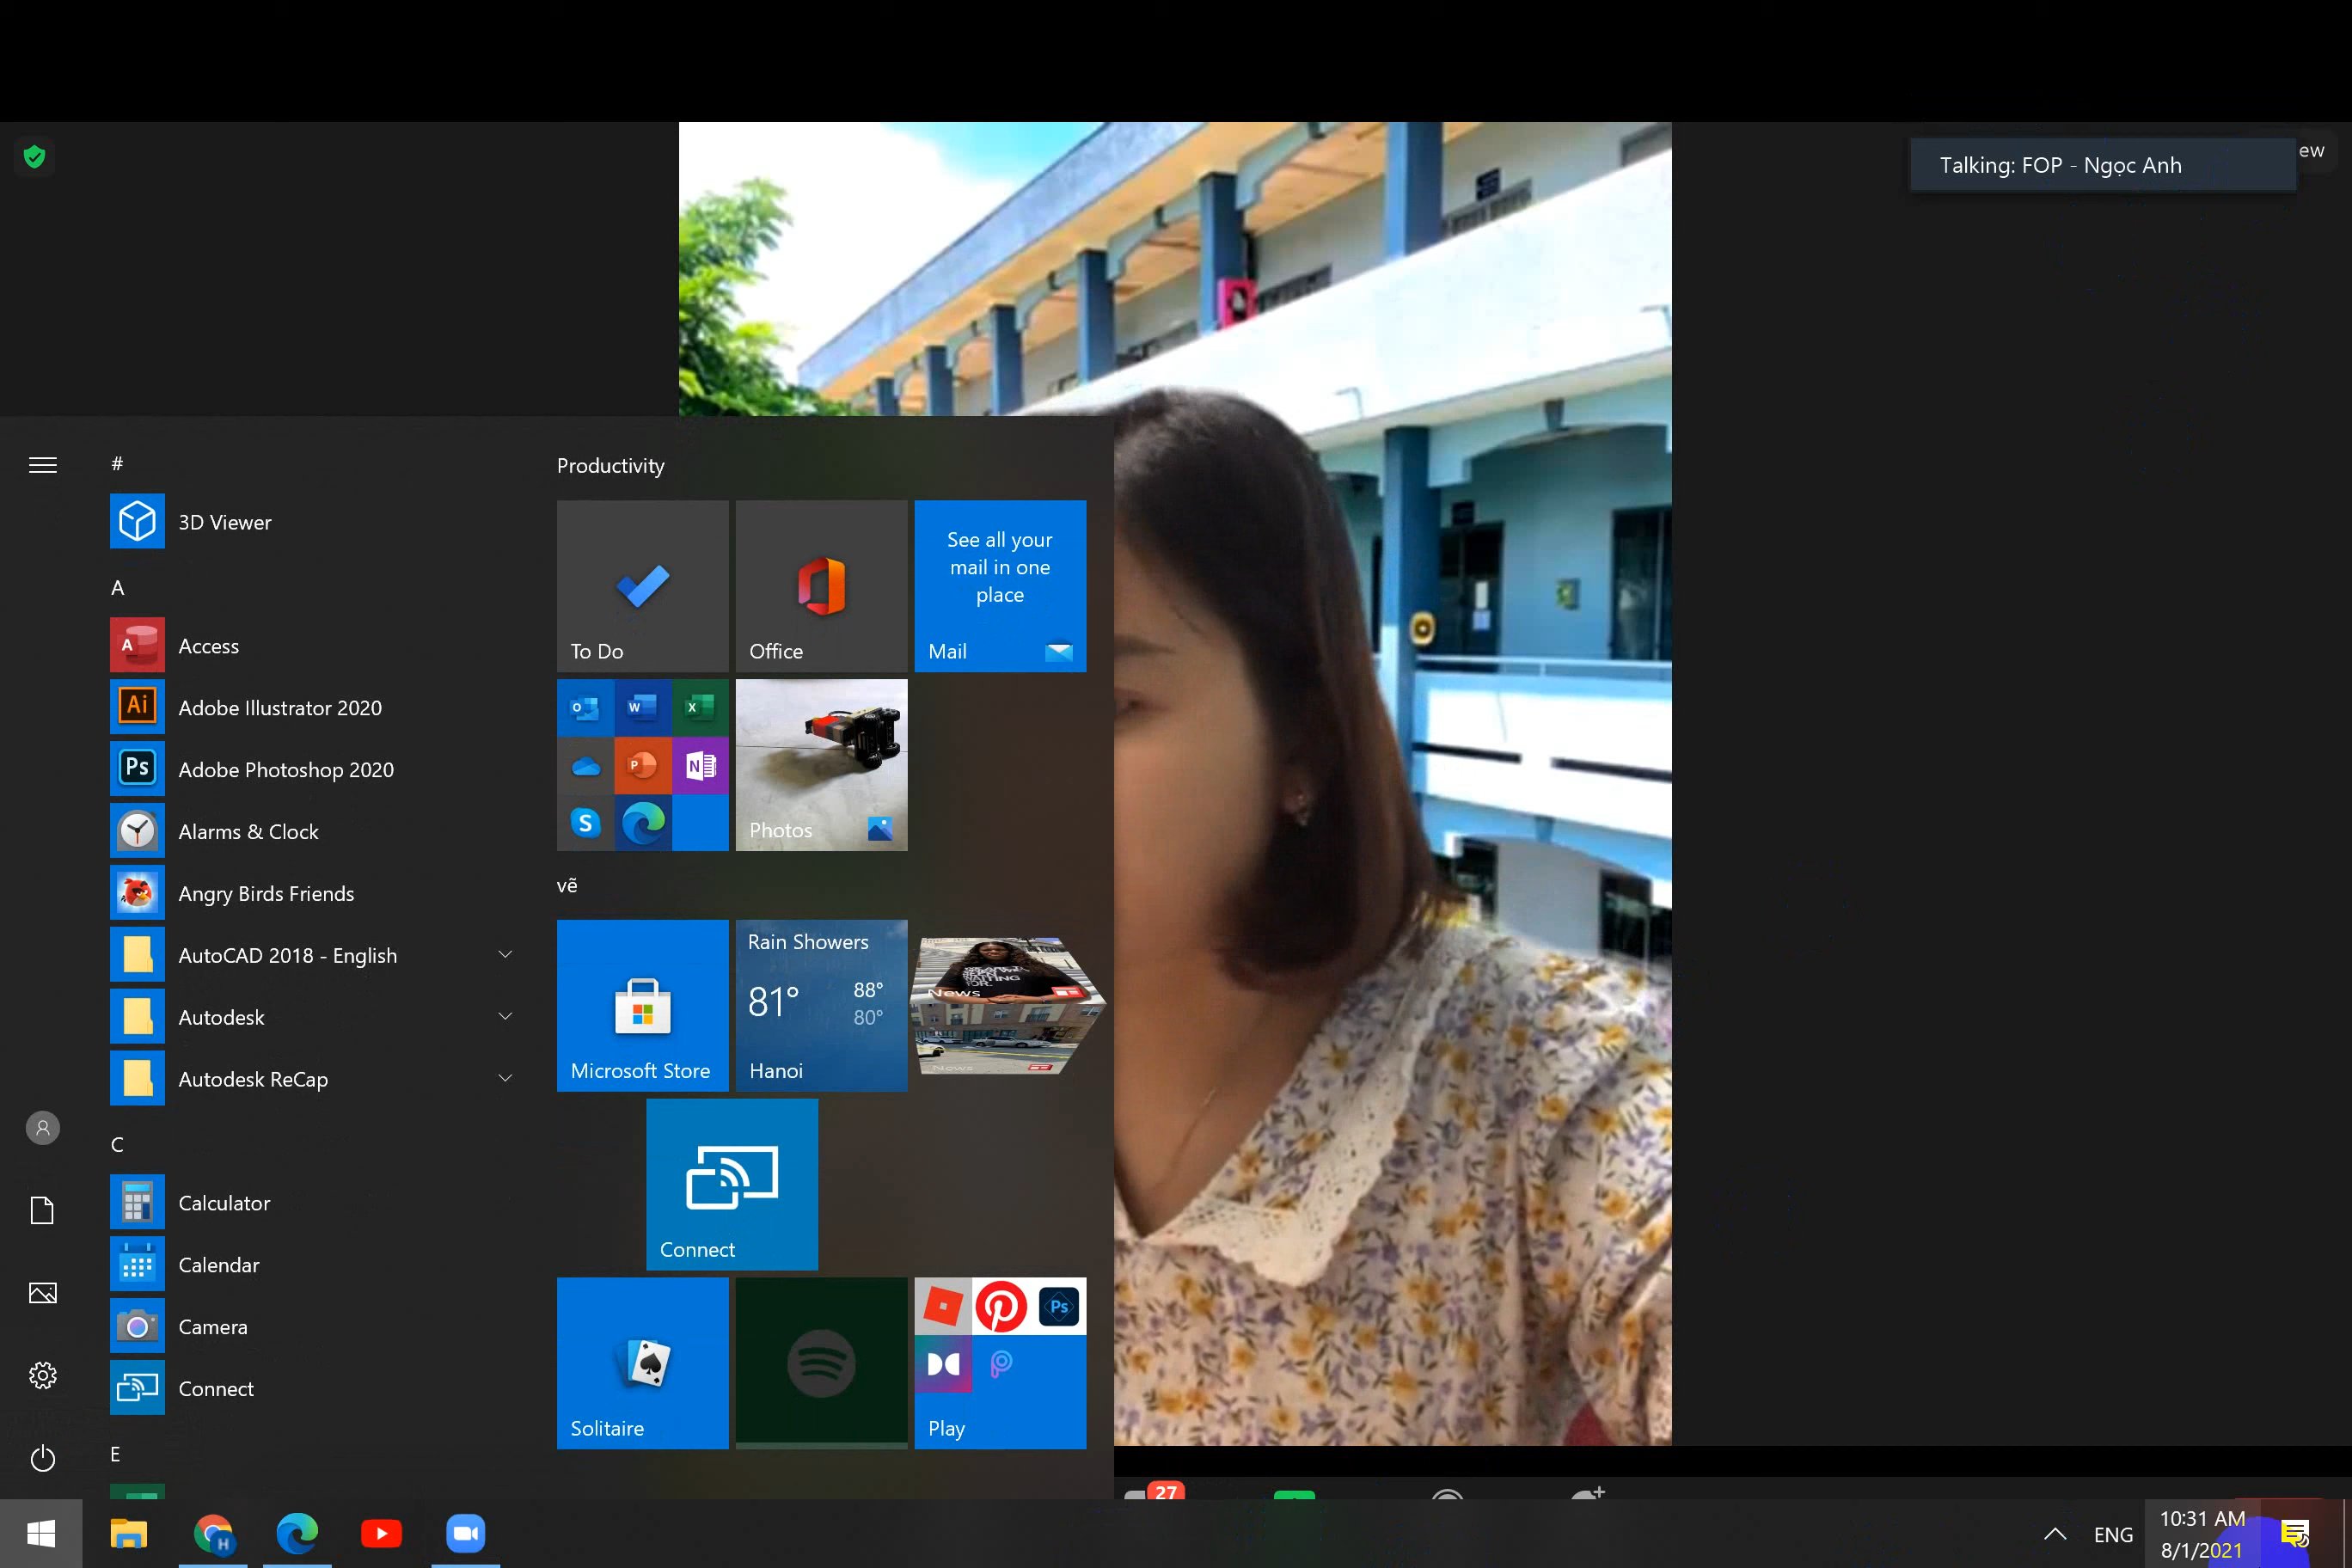 Talking: FOP - Ngọc Anh
ew
#
3D Viewer
A
Access
Adobe Illustrator 2020
Adobe Photoshop 2020
Alarms & Clock
Angry Birds Friends
AutoCAD 2018 - English
Autodesk
Autodesk ReCap
C
Calculator
Calendar
Camera
Connect
E
Productivity
To Do
Office
See all your
mail in one
place
Mail
Photos
vẽ
Microsoft Store
Rain Showers
81°
88°
80°
Hanoi
News
News
Connect
Solitaire
Ps
Play
27
ENG
10:31 AM
8/1/2021